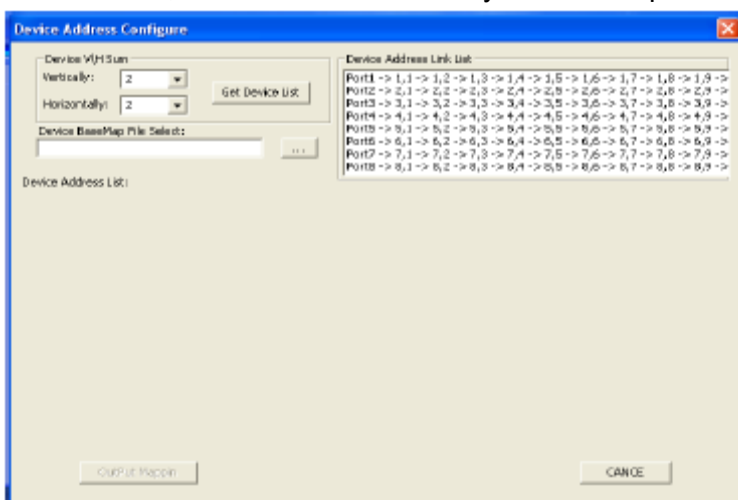 Device Address Configure
Device V\H Sum
Vertically: 2
Horizontally: 2
Get Device List
Device BaseMap File Select:
...
Device Address List:
Device Address Link List
Port1 -> 1,1 -> 1,2 -> 1,3 -> 1,4 -> 1,5 -> 1,6 -> 1,7 -> 1,8 -> 1,9 ->
Port2 -> 2,1 -> 2,2 -> 2,3 -> 2,4 -> 2,5 -> 2,6 -> 2,7 -> 2,8 -> 2,9 ->
Port3 -> 3,1 -> 3,2 -> 3,3 -> 3,4 -> 3,5 -> 3,6 -> 3,7 -> 3,8 -> 3,9 ->
Port4 -> 4,1 -> 4,2 -> 4,3 -> 4,4 -> 4,5 -> 4,6 -> 4,7 -> 4,8 -> 4,9 ->
Port5 -> 5,1 -> 5,2 -> 5,3 -> 5,4 -> 5,5 -> 5,6 -> 5,7 -> 5,8 -> 5,9 ->
Port6 -> 6,1 -> 6,2 -> 6,3 -> 6,4 -> 6,5 -> 6,6 -> 6,7 -> 6,8 -> 6,9 ->
Port7 -> 7,1 -> 7,2 -> 7,3 -> 7,4 -> 7,5 -> 7,6 -> 7,7 -> 7,8 -> 7,9 ->
Port8 -> 8,1 -> 8,2 -> 8,3 -> 8,4 -> 8,5 -> 8,6 -> 8,7 -> 8,8 -> 8,9 ->
OutPut Mappin
CANCE